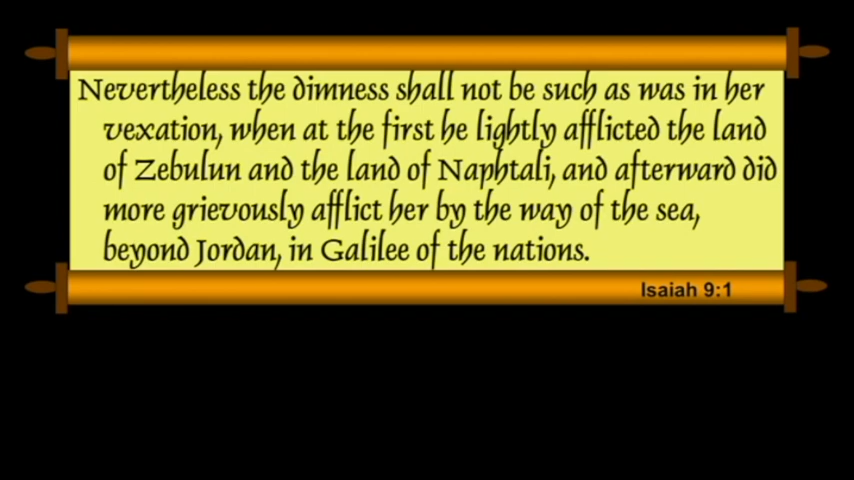 Nevertheless the dimness shall not be such as was in her
vexation, when at the first he lightly afflicted the land
of Zebulun and the land of Naphtali, and afterward did
more grievously afflict her by the way of the sea,
beyond Jordan, in Galilee of the nations.
Isaiah 9:1